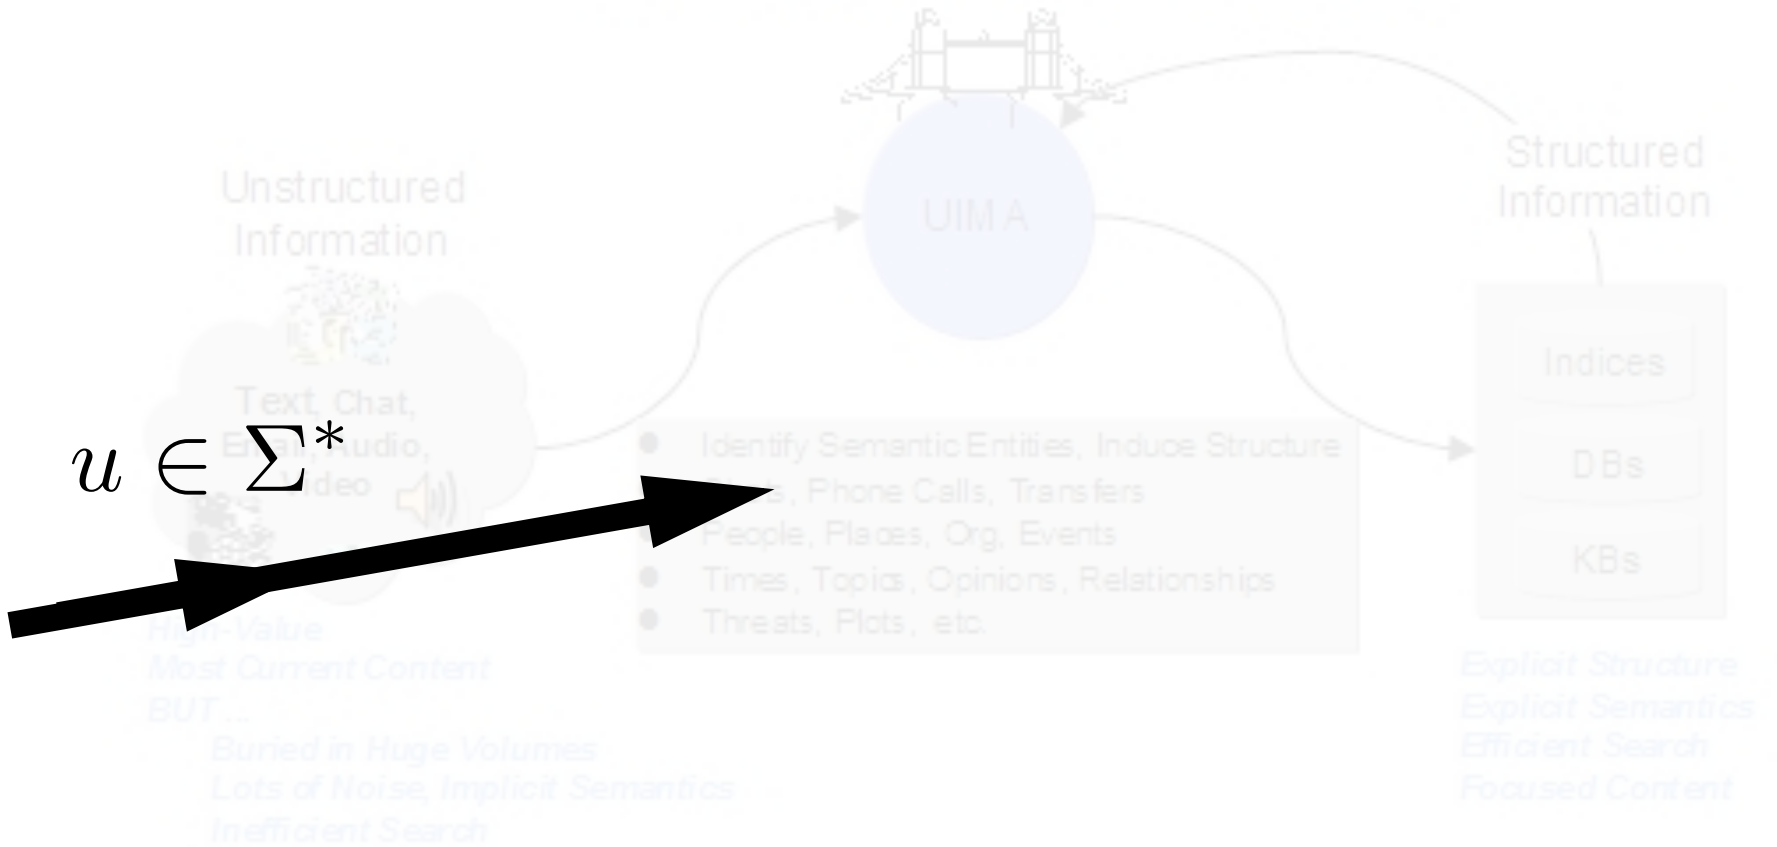 Unstructured
Information
Text, Chat,
Email, Audio,
Video
u ∈ Σ*
High-Value
Most Current Content
BUT ...
Buried in Huge Volumes
Lots of Noise, Implicit Semantics
Inefficient Search
UIMA
Identify Semantic Entities, Induce Structure
Phone Calls, Transfers
People, Places, Org, Events
Times, Topics, Opinions, Relationships
Threats, Plots, etc.
Structured
Information
Indices
DBs
KBs
Explicit Structure
Explicit Semantics
Efficient Search
Focused Content